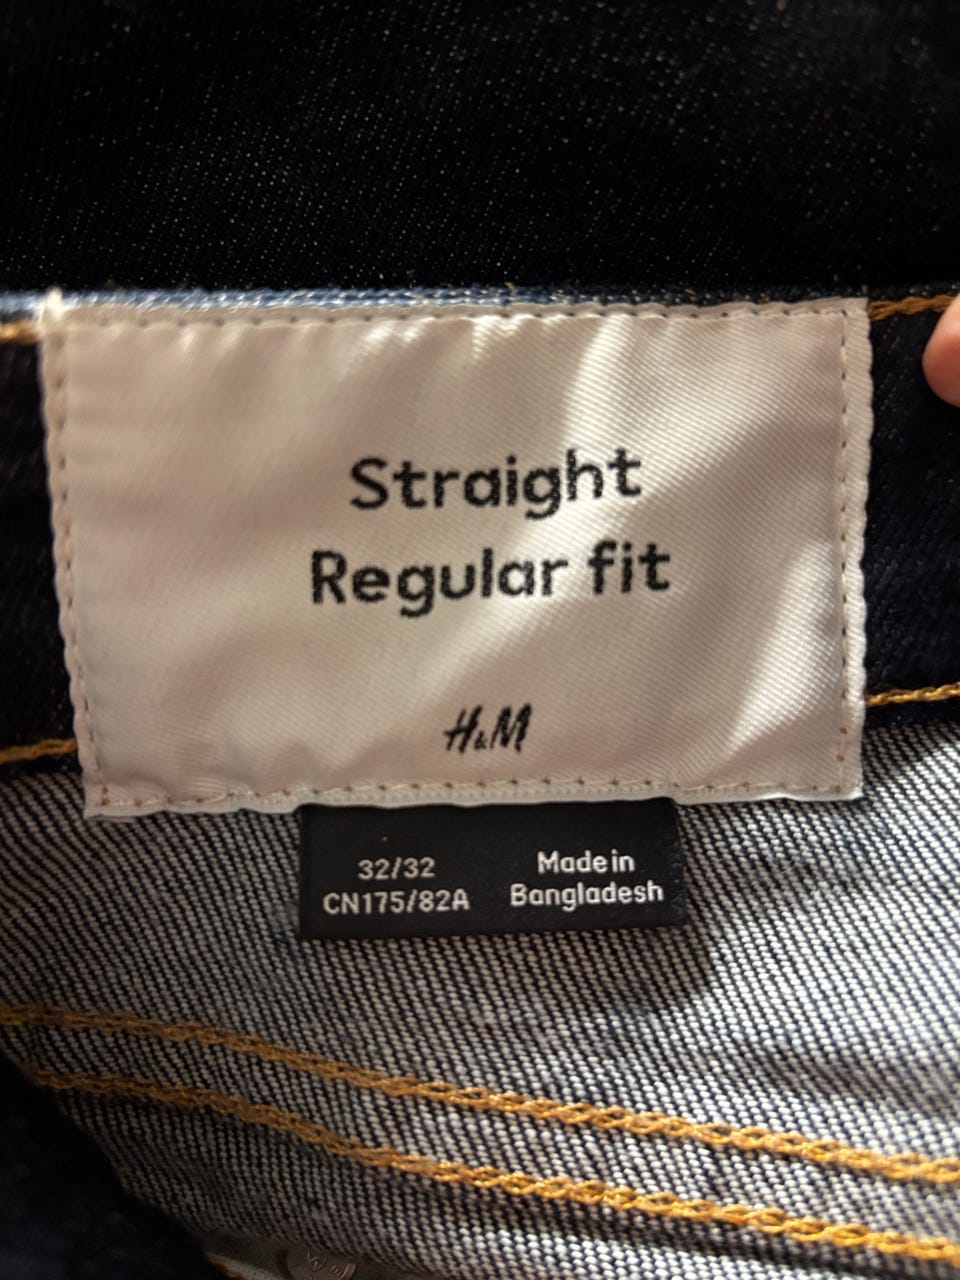 Straight
Regular fit
H&M
32/32
CN175/82A
Made in
Bangladesh